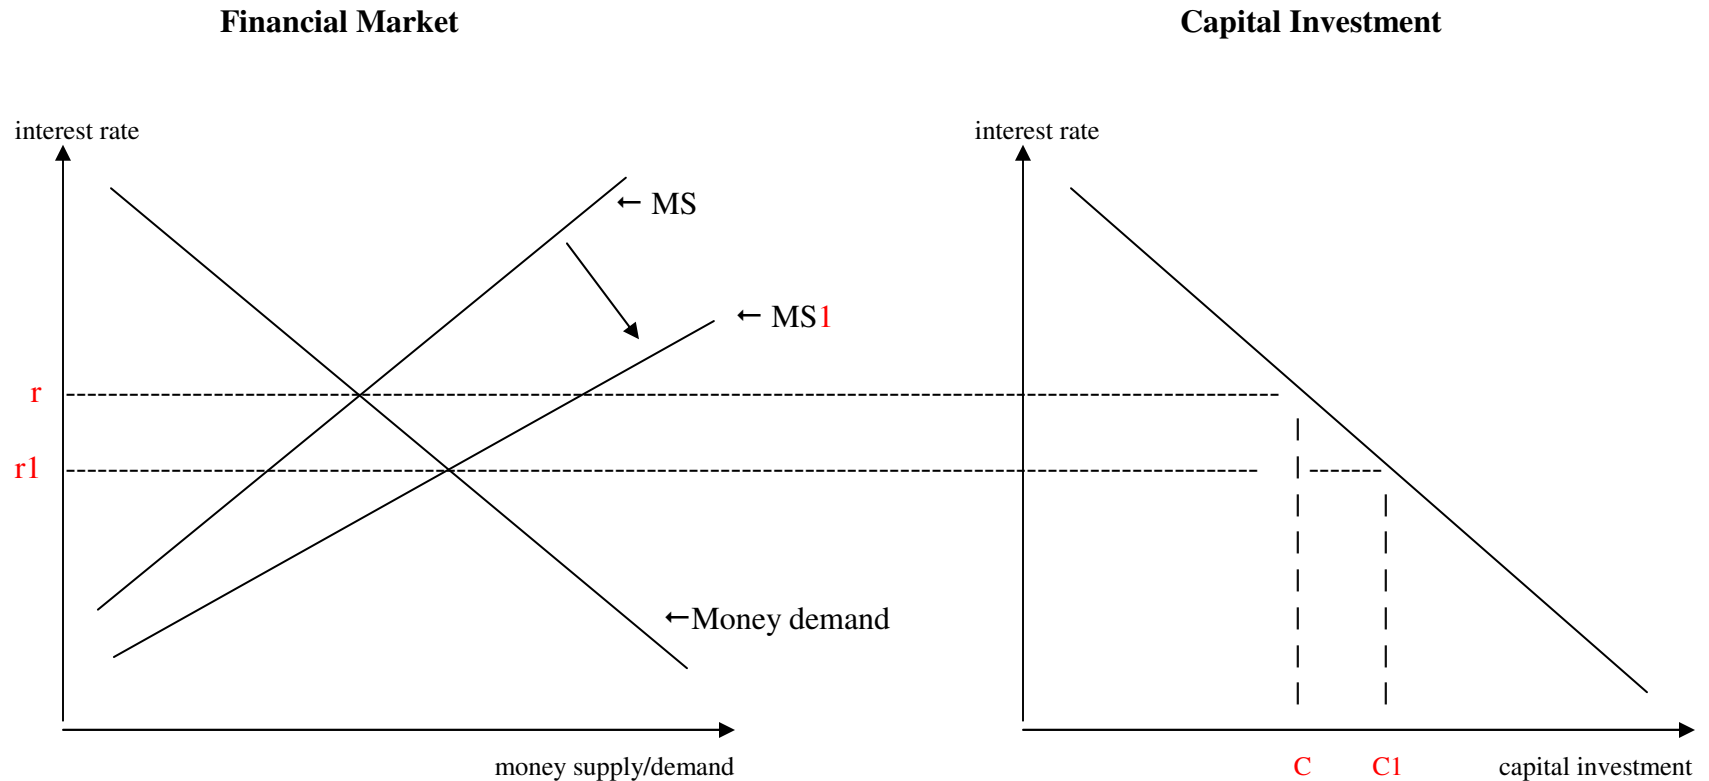 Financial Market
Capital Investment
interest rate
interest rate
← MS
← MS1
r
r1
←Money demand
money supply/demand
C
C1
capital investment